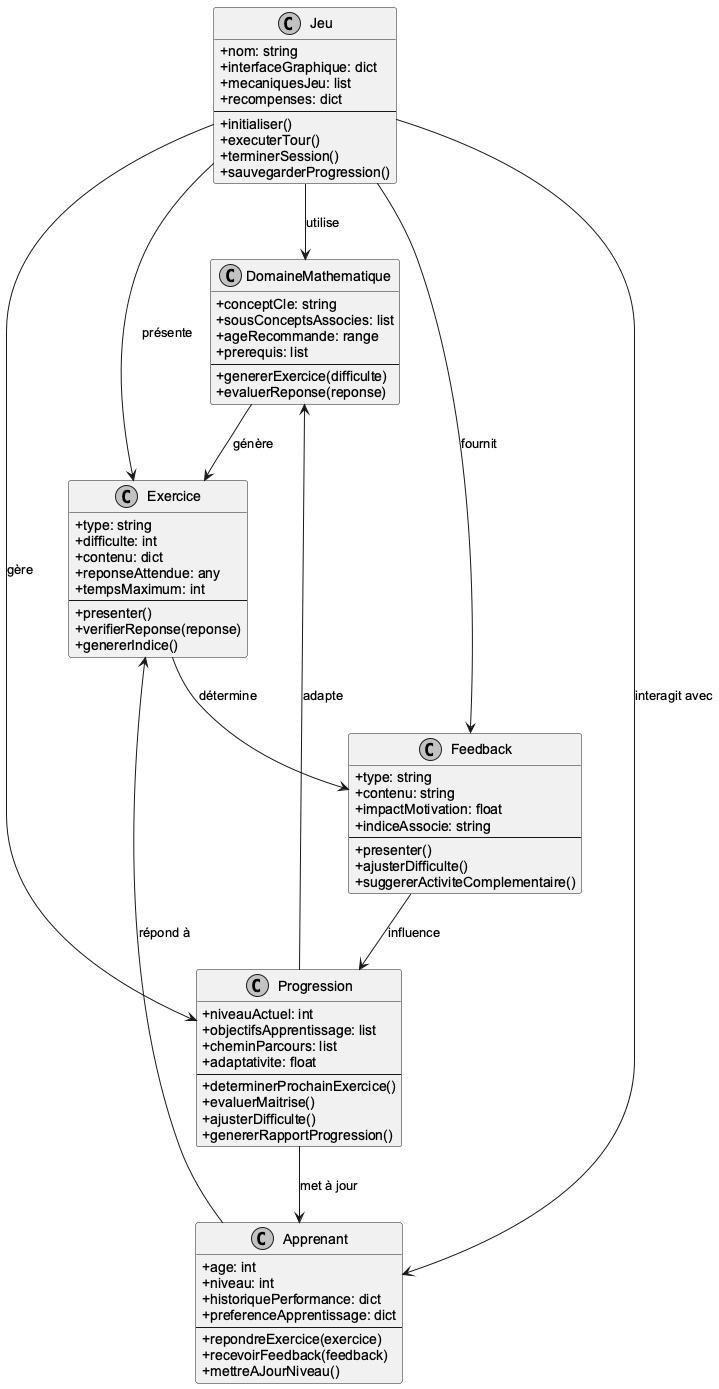 C Jeu
+nom: string
+interfaceGraphique: dict
+mecaniquesJeu: list
+recompenses: dict
+initialiser()
+executerTour()
+terminerSession()
+sauvegarderProgression()
utilise
C DomaineMathematique
+conceptCle: string
+sousConceptsAssocies: list
+ageRecommande: range
+prerequis: list
+genererExercice(difficulte)
+evaluerReponse(reponse)
présente
génère
fournit
C Exercice
+type: string
+difficulte: int
+contenu: dict
+reponseAttendue: any
+tempsMaximum: int
+presenter()
+verifierReponse(reponse)
+genererIndice()
gère
détermine
adapte
interagit avec
C Feedback
+type: string
+contenu: string
+impactMotivation: float
+indiceAssocie: string
+presenter()
+ajusterDifficulte()
+suggererActiviteComplementaire()
répond à
influence
C Progression
+niveauActuel: int
+objectifsApprentissage: list
+cheminParcours: list
+adaptativite: float
+determinerProchainExercice()
+evaluerMaitrise()
+ajusterDifficulte()
+genererRapportProgression()
met à jour
C Apprenant
+age: int
+niveau: int
+historiquePerformance: dict
+preferenceApprentissage: dict
+repondreExercice(exercice)
+recevoirFeedback(feedback)
+mettreAJourNiveau()